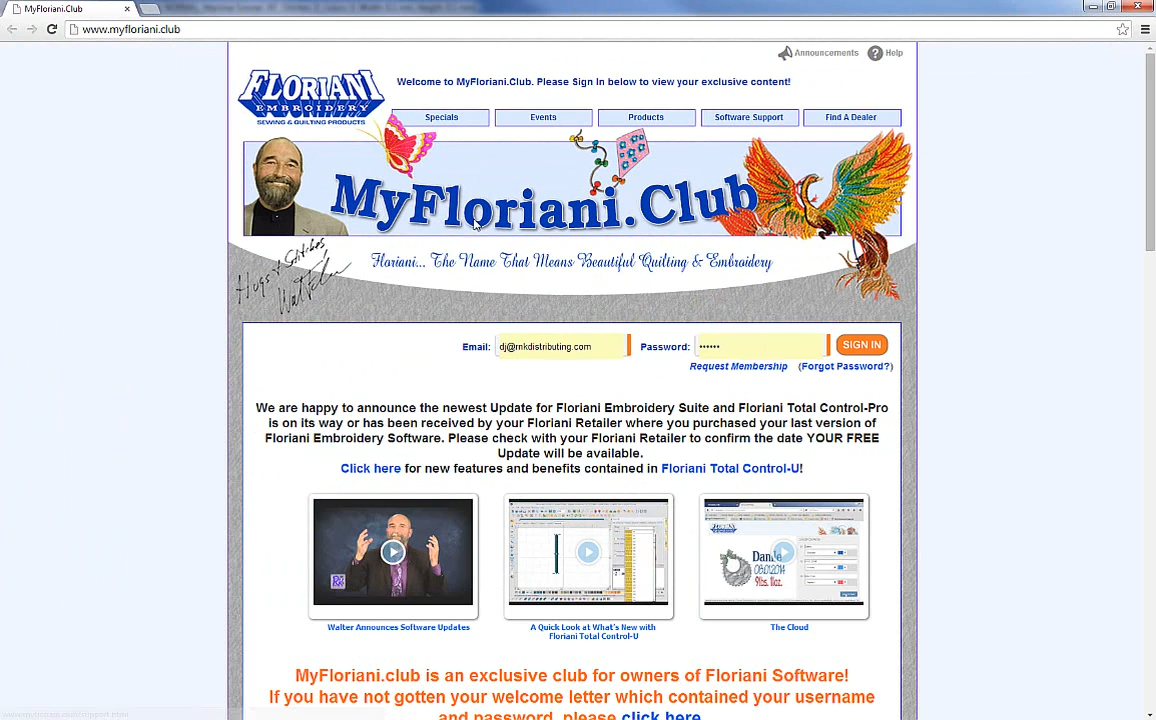 MyFloriani.Club
www.myfloriani.club
Announcements
Help
FLORIANI
EMBROIDERY
SEWING & QUILTING PRODUCTS
Welcome to MyFloriani.Club. Please Sign In below to view your exclusive content!
Specials
Events
Products
Software Support
Find A Dealer
MyFloriani.Club
Floriani... The Name That Means Beautiful Quilting & Embroidery
Hugs & Stitches
Email:
dj@rnkdistributing.com
Password:
••••••
SIGN IN
Request Membership
(Forgot Password?)
We are happy to announce the newest Update for Floriani Embroidery Suite and Floriani Total Control-Pro
is on its way or has been received by your Floriani Retailer where you purchased your last version of
Floriani Embroidery Software. Please check with your Floriani Retailer to confirm the date YOUR FREE
Update will be available.
Click here for new features and benefits contained in Floriani Total Control-U!
Walter Announces Software Updates
A Quick Look at What's New with
Floriani Total Control-U
The Cloud
MyFloriani.club is an exclusive club for owners of Floriani Software!
If you have not gotten your welcome letter which contained your username
and password, please click here.